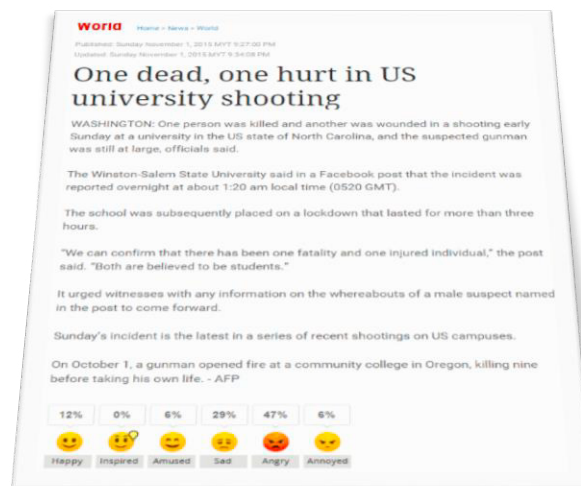 World Home > News > World
Published: Sunday November 1, 2015 MYT 9:27:00 PM
Updated: Sunday November 1, 2015 MYT 9:34:08 PM
One dead, one hurt in US
university shooting
WASHINGTON: One person was killed and another was wounded in a shooting early
Sunday at a university in the US state of North Carolina, and the suspected gunman
was still at large, officials said.
The Winston-Salem State University said in a Facebook post that the incident was
reported overnight at about 1:20 am local time (0520 GMT).
The school was subsequently placed on a lockdown that lasted for more than three
hours.
"We can confirm that there has been one fatality and one injured individual," the post
said. "Both are believed to be students."
It urged witnesses with any information on the whereabouts of a male suspect named
in the post to come forward.
Sunday's incident is the latest in a series of recent shootings on US campuses.
On October 1, a gunman opened fire at a community college in Oregon, killing nine
before taking his own life. - AFP
12% 0% 6% 29% 47% 6%
Happy Inspired Amused Sad Angry Annoyed